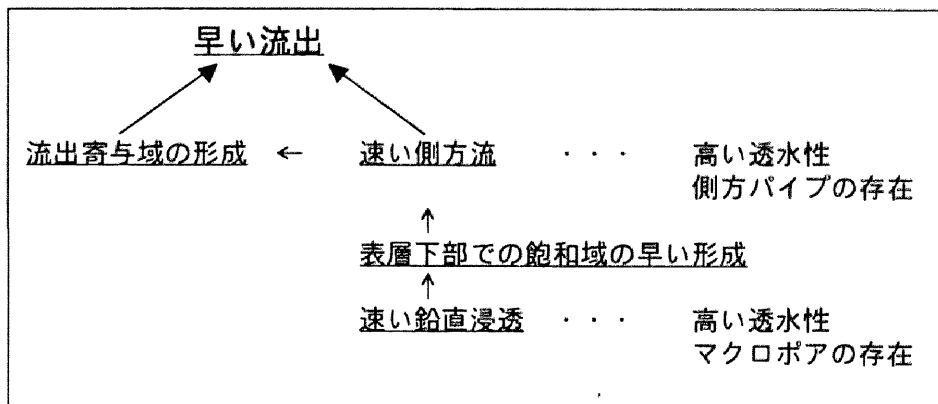 早い流出
流出寄与域の形成 ← 速い側方流 ・・・ 高い透水性
側方パイプの存在
↑
表層下部での飽和域の早い形成
↑
速い鉛直浸透 ・・・ 高い透水性
マクロポアの存在